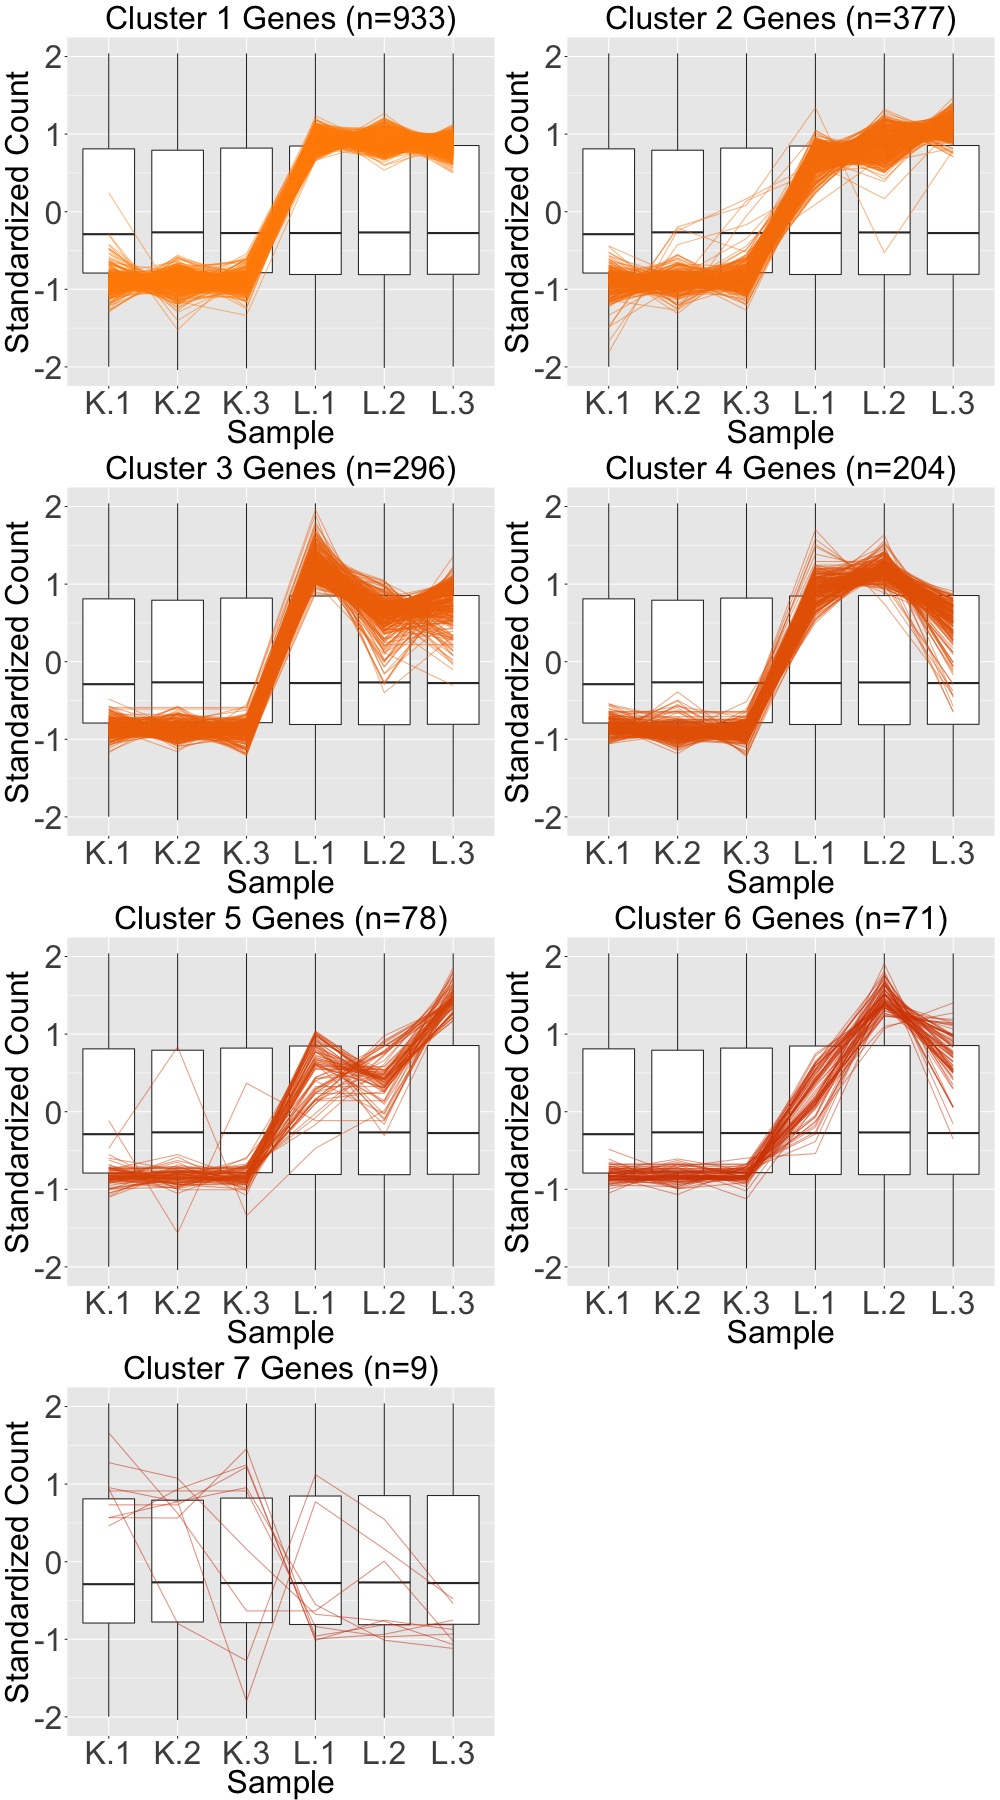 Cluster 1 Genes (n=933)
Standardized Count
2
1
0
-1
-2
K.1 K.2 K.3 L.1 L.2 L.3
Sample
Cluster 2 Genes (n=377)
Standardized Count
2
1
0
-1
-2
K.1 K.2 K.3 L.1 L.2 L.3
Sample
Cluster 3 Genes (n=296)
Standardized Count
2
1
0
-1
-2
K.1 K.2 K.3 L.1 L.2 L.3
Sample
Cluster 4 Genes (n=204)
Standardized Count
2
1
0
-1
-2
K.1 K.2 K.3 L.1 L.2 L.3
Sample
Cluster 5 Genes (n=78)
Standardized Count
2
1
0
-1
-2
K.1 K.2 K.3 L.1 L.2 L.3
Sample
Cluster 6 Genes (n=71)
Standardized Count
2
1
0
-1
-2
K.1 K.2 K.3 L.1 L.2 L.3
Sample
Cluster 7 Genes (n=9)
Standardized Count
2
1
0
-1
-2
K.1 K.2 K.3 L.1 L.2 L.3
Sample